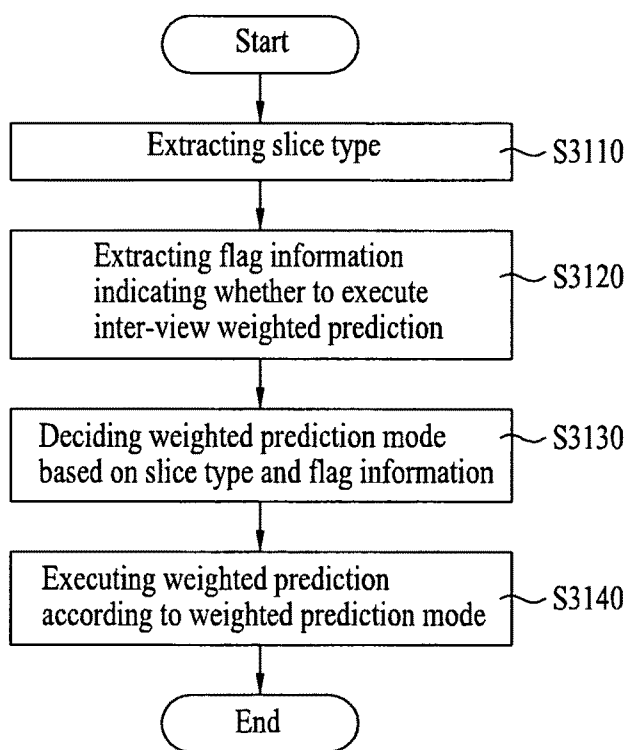 Start
Extracting slice type
S3110
Extracting flag information
indicating whether to execute
inter-view weighted prediction
S3120
Deciding weighted prediction mode
based on slice type and flag information
S3130
Executing weighted prediction
according to weighted prediction mode
S3140
End